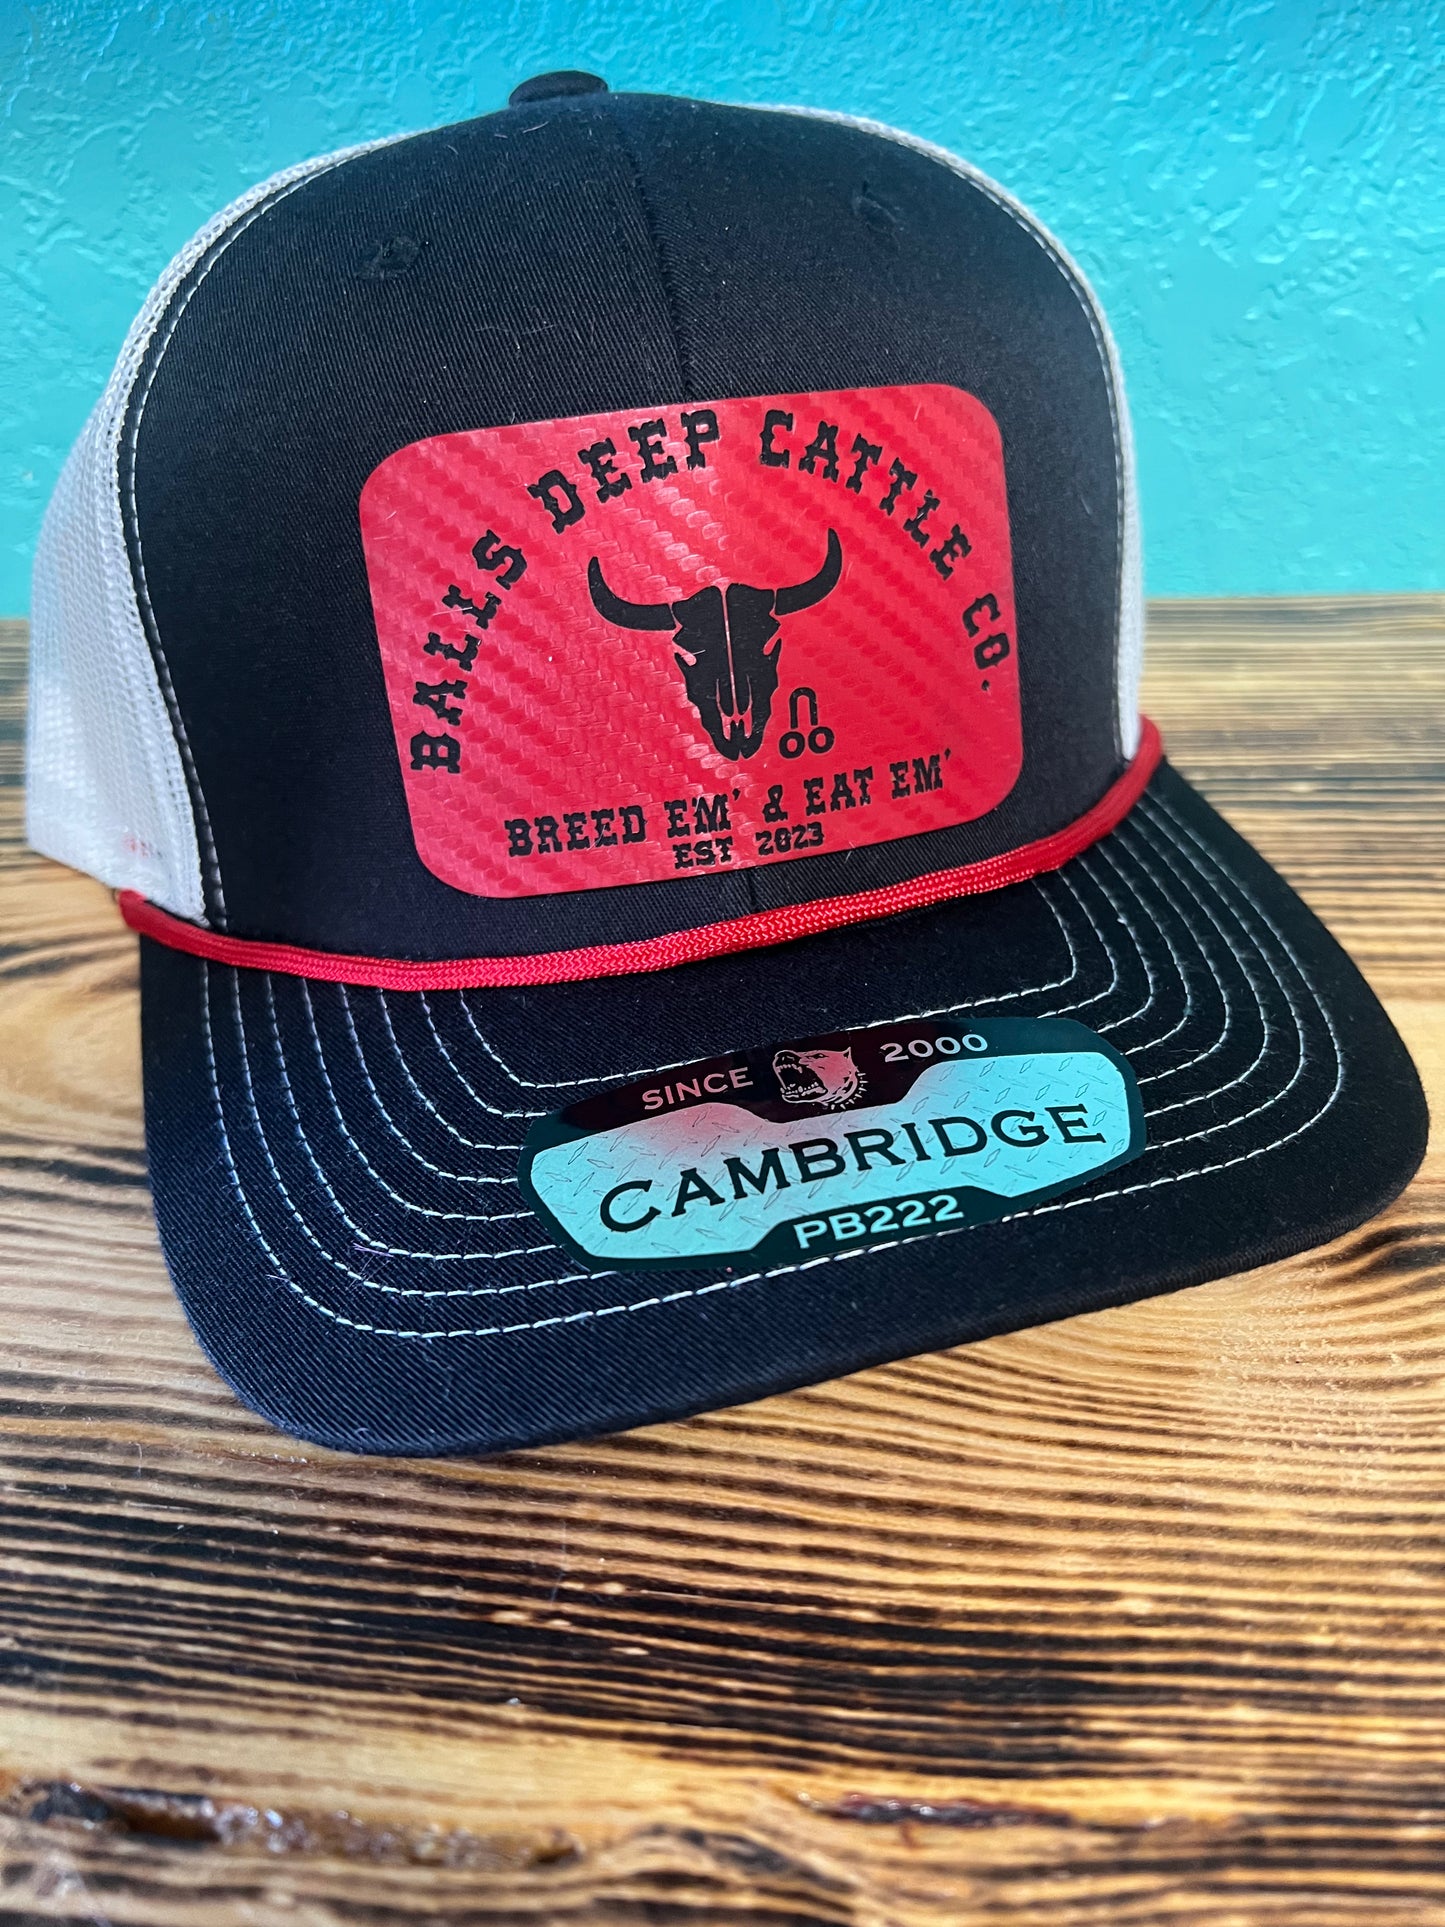 BALLS DEEP CATTLE CO.
BREED EM' & EAT EM'
EST 2023
SINCE 2000
CAMBRIDGE
PB222